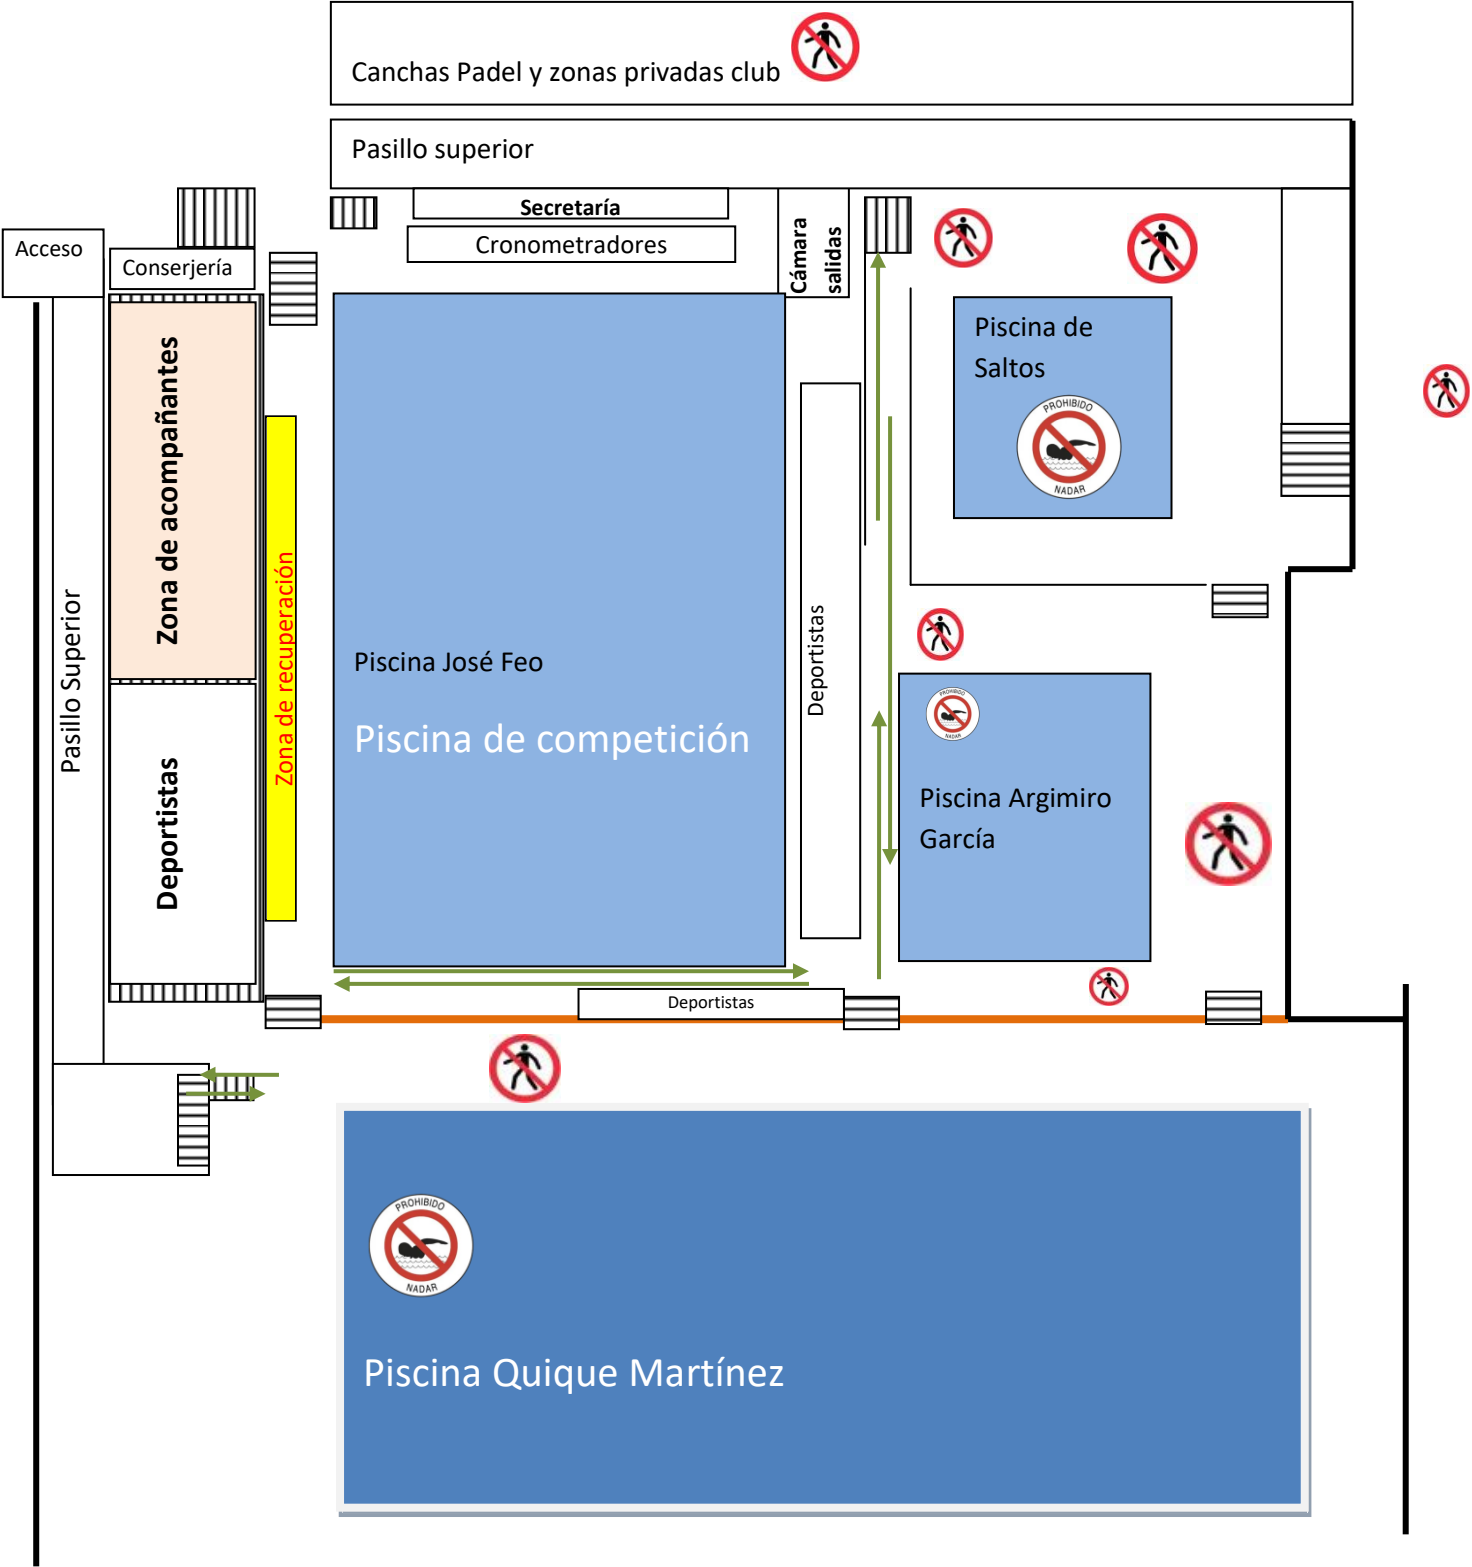 Canchas Padel y zonas privadas club
Pasillo superior
Secretaría
Cronometradores
Cámara
salidas
Acceso
Conserjería
Zona de acompañantes
Piscina de
Saltos
PROHIBIDO
NADAR
Pasillo Superior
Zona de recuperación
Deportistas
Piscina José Feo
Piscina de competición
Deportistas
PROHIBIDO
NADAR
Piscina Argimiro
García
Deportistas
PROHIBIDO
NADAR
Piscina Quique Martínez